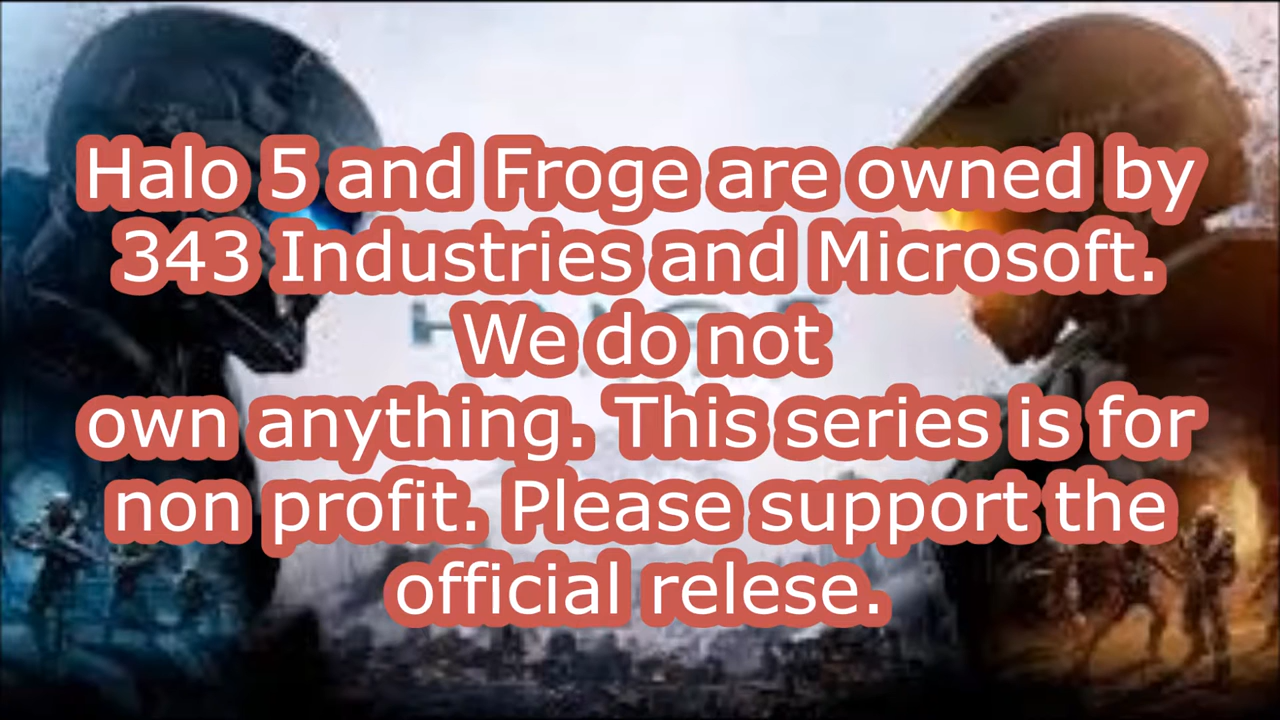 Halo 5 and Froge are owned by
343 Industries and Microsoft.
We do not
own anything. This series is for
non profit. Please support the
official relese.